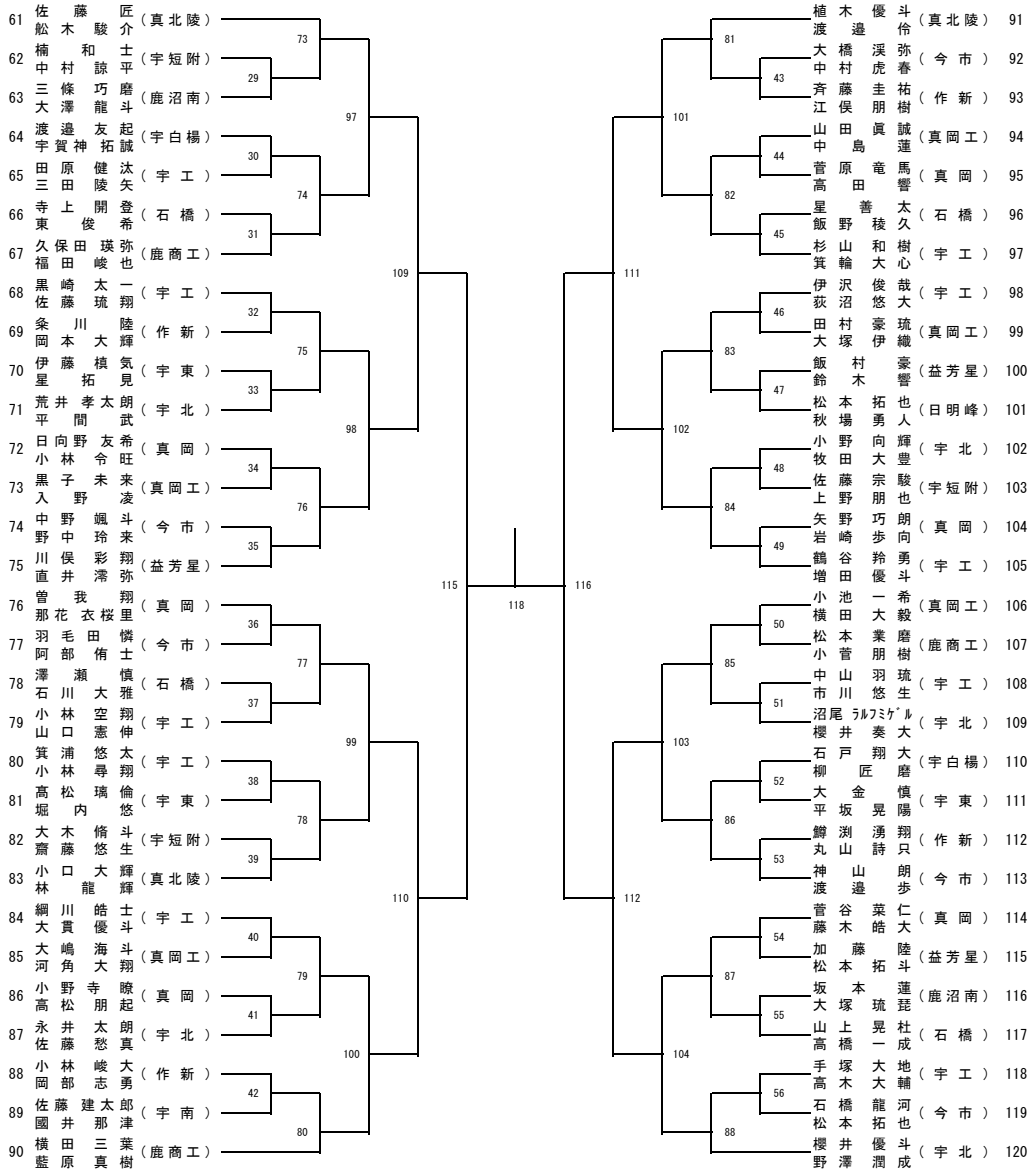 61 佐藤 匠 (真北陵)
舩木駿介
62 楠 和士 (宇短附)
中村諒平
63 三條巧磨 (鹿沼南)
大澤龍斗
64 渡邉友起 (宇白楊)
宇賀神拓誠
65 田原健汰 (宇工)
三田陵矢
66 寺上開登 (石橋)
東 俊希
67 久保田瑛弥 (鹿商工)
福田峻也
68 黒崎太一 (宇工)
佐藤琉翔
69 粂川 陸 (作新)
岡本大輝
70 伊藤槙気 (宇東)
星 拓見
71 荒井孝太朗 (宇北)
平間 武
72 日向野友希 (真岡)
小林令旺
73 黒子未来 (真岡工)
入野 凌
74 中野颯斗 (今市)
野中玲来
75 川俣彩翔 (益芳星)
直井澪弥
76 曽我 翔 (真岡)
那花衣桜里
77 羽毛田憐 (今市)
阿部侑士
78 澤瀬 慎 (石橋)
石川大雅
79 小林空翔 (宇工)
山口憲伸
80 箕浦悠太 (宇工)
小林尋翔
81 髙松璃倫 (宇東)
堀内 悠
82 大木脩斗 (宇短附)
齋藤悠生
83 小口大輝 (真北陵)
林 龍輝
84 綱川皓士 (宇工)
大貫優斗
85 大嶋海斗 (真岡工)
河角大翔
86 小野寺瞭 (真岡)
高松朋起
87 永井太朗 (宇北)
佐藤愁真
88 小林峻大 (作新)
岡部志勇
89 佐藤建太郎 (宇南)
國井那津
90 横田三葉 (鹿商工)
藍原真樹
73
29
97
30
74
31
109
32
75
33
98
34
76
35
115
36
77
37
99
38
78
39
110
40
79
41
100
42
80
118
116
81
43
101
44
82
45
111
46
83
47
102
48
84
49
50
85
51
103
52
86
53
112
54
87
55
104
56
88
植木優斗 (真北陵) 91
渡邉 伶
大橋渓弥 (今市) 92
中村虎春
斉藤圭祐 (作新) 93
江俣朋樹
山田眞誠 (真岡工) 94
中島 蓮
菅原竜馬 (真岡) 95
高田 響
星 善太 (石橋) 96
飯野稜久
杉山和樹 (宇工) 97
箕輪大心
伊沢俊哉 (宇工) 98
荻沼悠大
田村豪琉 (真岡工) 99
大塚伊織
飯村 豪 (益芳星) 100
鈴木 響
松本拓也 (日明峰) 101
秋場勇人
小野向輝 (宇北) 102
牧田大豊
佐藤宗駿 (宇短附) 103
上野朋也
矢野巧朗 (真岡) 104
岩崎歩向
鶴谷羚勇 (宇工) 105
増田優斗
小池一希 (真岡工) 106
横田大毅
松本業磨 (鹿商工) 107
小菅朋樹
中山羽琉 (宇工) 108
市川悠生
沼尾 ﾗﾙﾌﾐｹﾞﾙ (宇北) 109
櫻井奏大
石戸翔大 (宇白楊) 110
柳 匠磨
大金 慎 (宇東) 111
平坂晃陽
鱒渕湧翔 (作新) 112
丸山詩只
神山 朗 (今市) 113
渡邉 歩
菅谷菜仁 (真岡) 114
藤木皓大
加藤 陸 (益芳星) 115
松本拓斗
坂本 蓮 (鹿沼南) 116
大塚琉琵
山上晃杜 (石橋) 117
高橋一成
手塚大地 (宇工) 118
高木大輔
石橋龍河 (今市) 119
松本拓也
櫻井優斗 (宇北) 120
野澤潤成